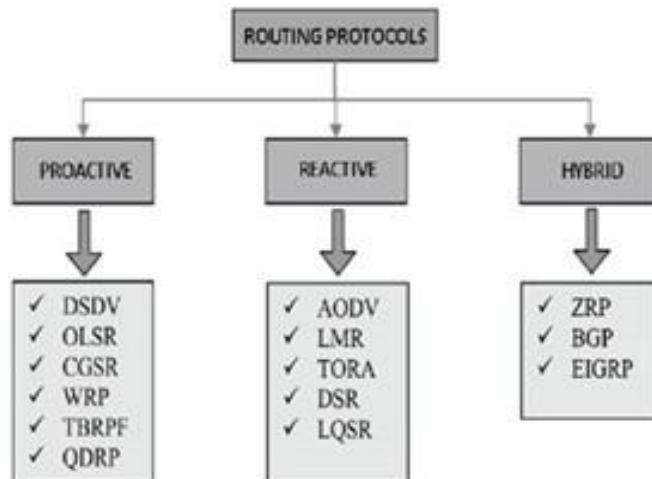 ROUTING PROTOCOLS
PROACTIVE
REACTIVE
HYBRID
✓ DSDV
✓ OLSR
✓ CGSR
✓ WRP
✓ TBRPF
✓ QDRP
✓ AODV
✓ LMR
✓ TORA
✓ DSR
✓ LQSR
✓ ZRP
✓ BGP
✓ EIGRP